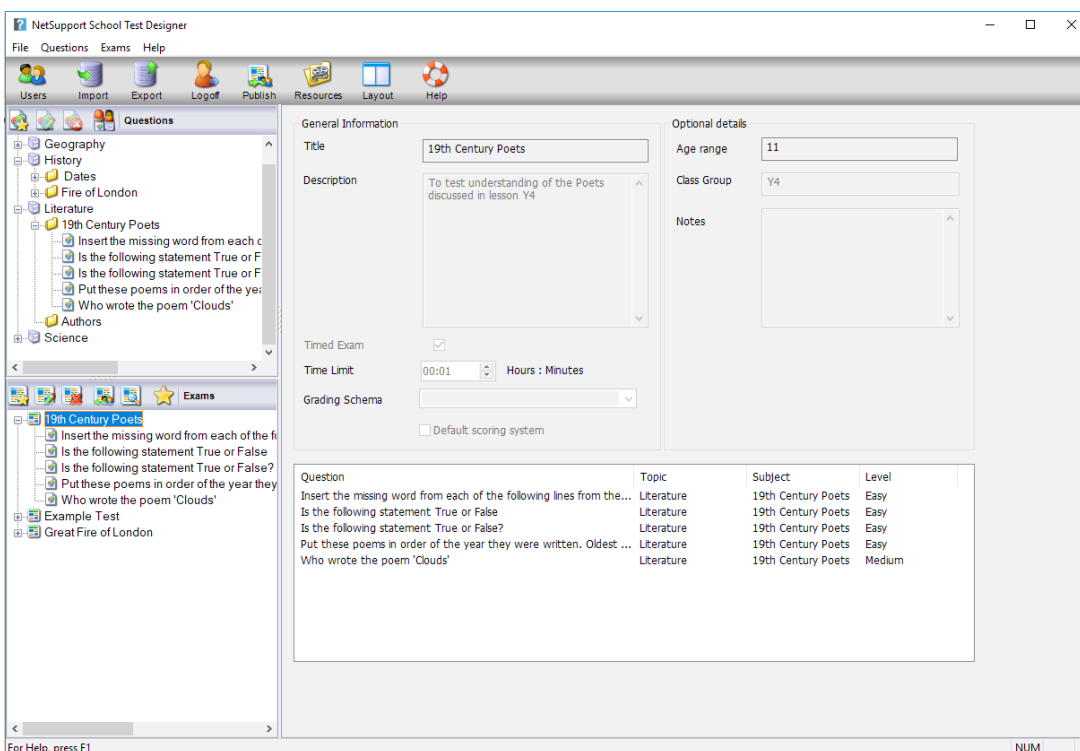 NetSupport School Test Designer
File Questions Exams Help
Users Import Export Logoff Publish Resources Layout Help
Questions
Geography
History
Dates
Fire of London
Literature
19th Century Poets
Insert the missing word from each
Is the following statement True or F
Is the following statement True or F
Put these poems in order of the
Who wrote the poem 'Clouds'
Authors
Science
Exams
19th Century Poets
Insert the missing word from each of the
Is the following statement True or False
Is the following statement True or False?
Put these poems in order of the year they
Who wrote the poem 'Clouds'
Example Test
Great Fire of London
General Information
Title 19th Century Poets
Description To test understanding of the Poets
discussed in lesson Y4
Timed Exam
Time Limit 00:01 Hours : Minutes
Grading Schema
Default scoring system
Optional details
Age range 11
Class Group Y4
Notes
Question Topic Subject Level
Insert the missing word from each of the following lines from the... Literature 19th Century Poets Easy
Is the following statement True or False Literature 19th Century Poets Easy
Is the following statement True or False? Literature 19th Century Poets Easy
Put these poems in order of the year they were written. Oldest ... Literature 19th Century Poets Easy
Who wrote the poem 'Clouds' Literature 19th Century Poets Medium
For Help, press F1 NUM